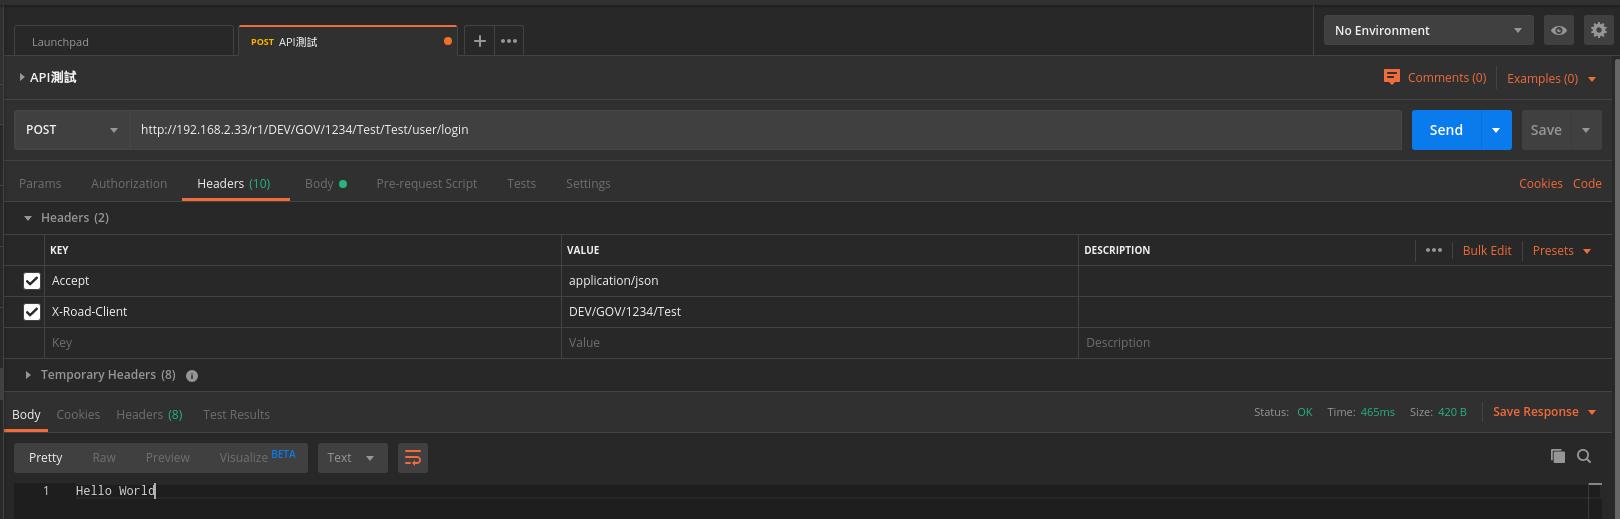 Launchpad
POST API測試
No Environment
API測試
Comments (0)
Examples (0)
POST
http://192.168.2.33/r1/DEV/GOV/1234/Test/Test/user/login
Send
Save
Params Authorization Headers (10) Body Pre-request Script Tests Settings Cookies Code
Headers (2)
KEY VALUE DESCRIPTION Bulk Edit Presets
Accept application/json
X-Road-Client DEV/GOV/1234/Test
Key Value Description
Temporary Headers (8)
Body Cookies Headers (8) Test Results Status: OK Time: 465ms Size: 420 B Save Response
Pretty Raw Preview Visualize BETA Text
1 Hello World